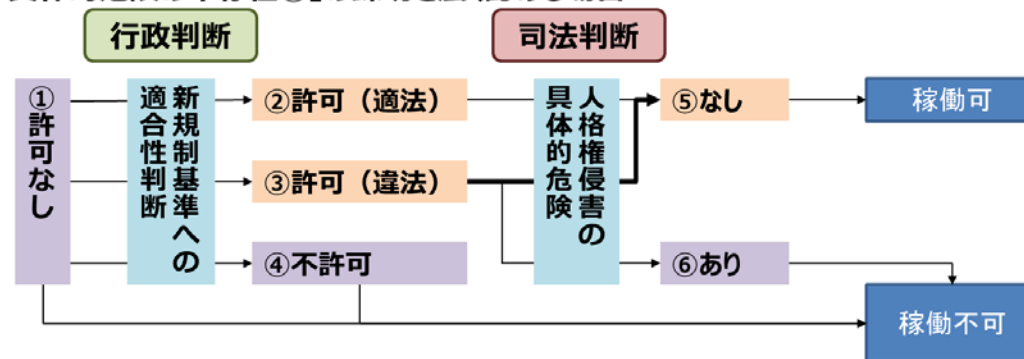 行政判断
司法判断
①許可なし
新規制基準への
適合性判断
②許可（適法）
③許可（違法）
④不許可
人格権侵害の
具体的危険
⑤なし
⑥あり
稼働可
稼働不可